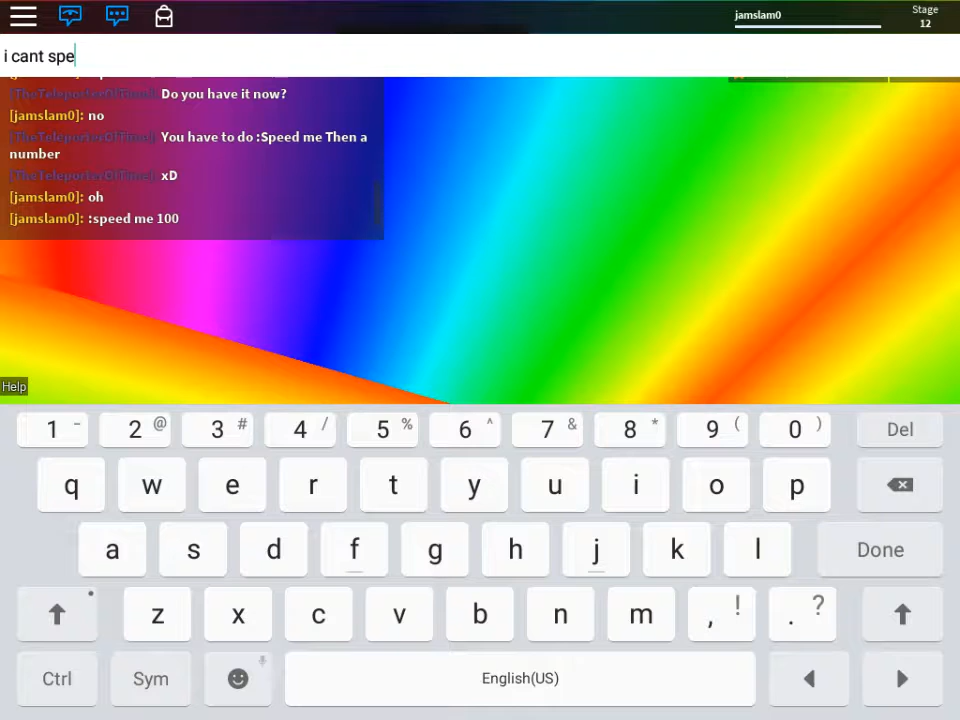 jamslam0
Stage
12
i cant spe
[TheTeleporterOfTime]: Do you have it now?
[jamslam0]: no
[TheTeleporterOfTime]: You have to do :Speed me Then a
number
[TheTeleporterOfTime]: xD
[jamslam0]: oh
[jamslam0]: :speed me 100
Help
1 - 2 @ 3 # 4 / 5 % 6 ^ 7 & 8 * 9 ( 0 ) Del
q w e r t y u i o p
a s d f g h j k l Done
z x c v b n m , ! . ?
Ctrl Sym English(US)